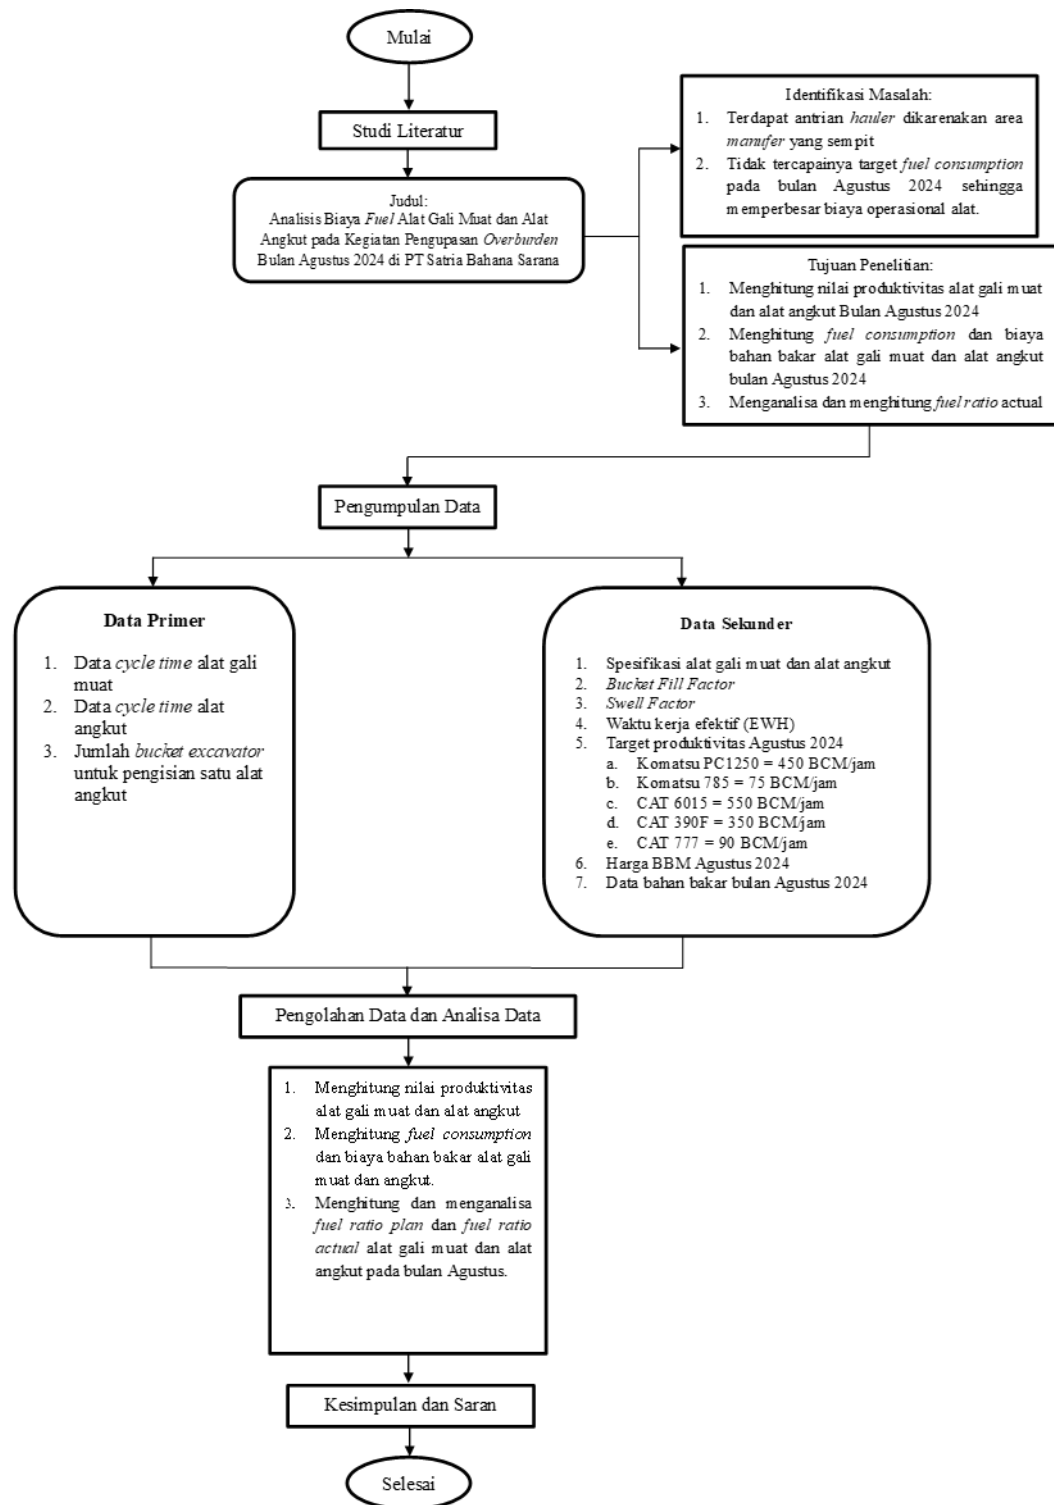 Mulai
Studi Literatur
Judul:
Analisis Biaya Fuel Alat Gali Muat dan Alat
Angkut pada Kegiatan Pengupasan Overburden
Bulan Agustus 2024 di PT Satria Bahana Sarana
Identifikasi Masalah:
1. Terdapat antrian hauler dikarenakan area
manufer yang sempit
2. Tidak tercapainya target fuel consumption
pada bulan Agustus 2024 sehingga
memperbesar biaya operasional alat.
Tujuan Penelitian:
1. Menghitung nilai produktivitas alat gali muat
dan alat angkut Bulan Agustus 2024
2. Menghitung fuel consumption dan biaya
bahan bakar alat gali muat dan alat angkut
bulan Agustus 2024
3. Menganalisa dan menghitung fuel ratio actual
Pengumpulan Data
Data Primer
1. Data cycle time alat gali
muat
2. Data cycle time alat
angkut
3. Jumlah bucket excavator
untuk pengisian satu alat
angkut
Data Sekunder
1. Spesifikasi alat gali muat dan alat angkut
2. Bucket Fill Factor
3. Swell Factor
4. Waktu kerja efektif (EWH)
5. Target produktivitas Agustus 2024
a. Komatsu PC1250 = 450 BCM/jam
b. Komatsu 785 = 75 BCM/jam
c. CAT 6015 = 550 BCM/jam
d. CAT 390F = 350 BCM/jam
e. CAT 777 = 90 BCM/jam
6. Harga BBM Agustus 2024
7. Data bahan bakar bulan Agustus 2024
Pengolahan Data dan Analisa Data
1. Menghitung nilai produktivitas
alat gali muat dan alat angkut
2. Menghitung fuel consumption
dan biaya bahan bakar alat gali
muat dan angkut.
3. Menghitung dan menganalisa
fuel ratio plan dan fuel ratio
actual alat gali muat dan alat
angkut pada bulan Agustus.
Kesimpulan dan Saran
Selesai